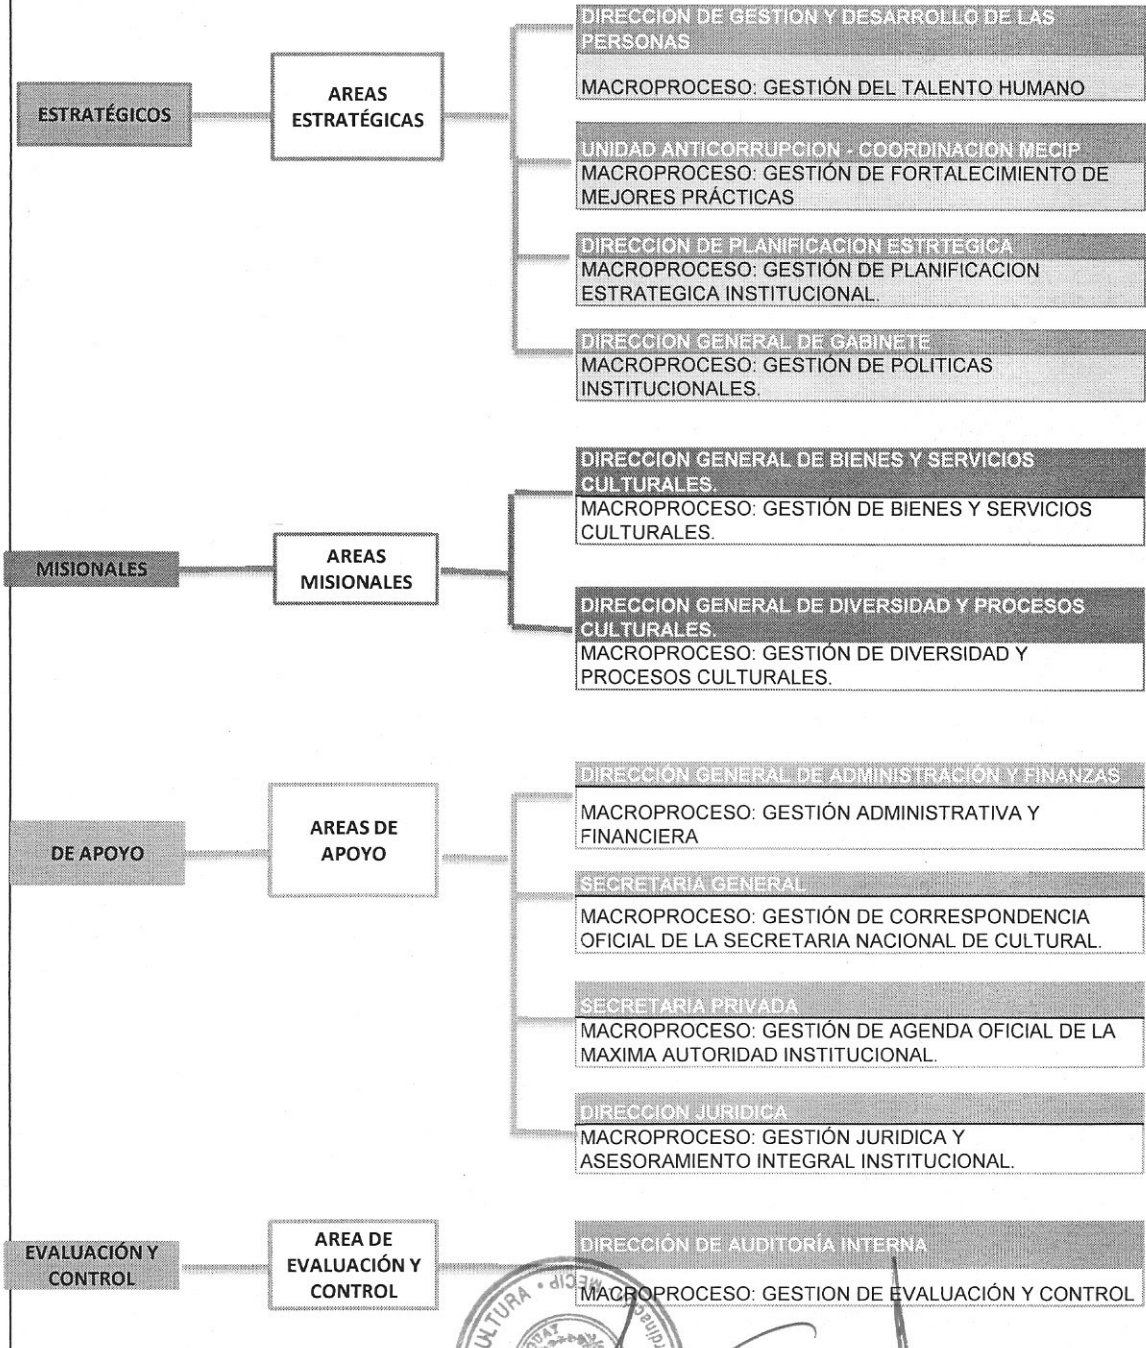 ESTRATÉGICOS
AREAS
ESTRATÉGICAS
DIRECCION DE GESTION Y DESARROLLO DE LAS
PERSONAS
MACROPROCESO: GESTIÓN DEL TALENTO HUMANO
UNIDAD ANTICORRUPCION - COORDINACION MECIP
MACROPROCESO: GESTIÓN DE FORTALECIMIENTO DE
MEJORES PRÁCTICAS
DIRECCION DE PLANIFICACION ESTRTEGICA
MACROPROCESO: GESTIÓN DE PLANIFICACION
ESTRATEGICA INSTITUCIONAL.
DIRECCION GENERAL DE GABINETE
MACROPROCESO: GESTIÓN DE POLITICAS
INSTITUCIONALES.
MISIONALES
AREAS
MISIONALES
DIRECCION GENERAL DE BIENES Y SERVICIOS
CULTURALES.
MACROPROCESO: GESTIÓN DE BIENES Y SERVICIOS
CULTURALES.
DIRECCION GENERAL DE DIVERSIDAD Y PROCESOS
CULTURALES.
MACROPROCESO: GESTIÓN DE DIVERSIDAD Y
PROCESOS CULTURALES.
DE APOYO
AREAS DE
APOYO
DIRECCIÓN GENERAL DE ADMINISTRACIÓN Y FINANZAS
MACROPROCESO: GESTIÓN ADMINISTRATIVA Y
FINANCIERA
SECRETARIA GENERAL
MACROPROCESO: GESTIÓN DE CORRESPONDENCIA
OFICIAL DE LA SECRETARIA NACIONAL DE CULTURAL.
SECRETARIA PRIVADA
MACROPROCESO: GESTIÓN DE AGENDA OFICIAL DE LA
MAXIMA AUTORIDAD INSTITUCIONAL.
DIRECCION JURIDICA
MACROPROCESO: GESTIÓN JURIDICA Y
ASESORAMIENTO INTEGRAL INSTITUCIONAL.
EVALUACIÓN Y
CONTROL
AREA DE
EVALUACIÓN Y
CONTROL
DIRECCIÓN DE AUDITORÍA INTERNA
MACROPROCESO: GESTION DE EVALUACIÓN Y CONTROL
MECIP